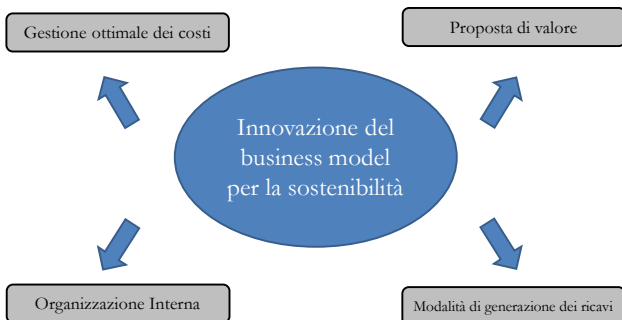 Gestione ottimale dei costi
Proposta di valore
Innovazione del
business model
per la sostenibilità
Organizzazione Interna
Modalità di generazione dei ricavi